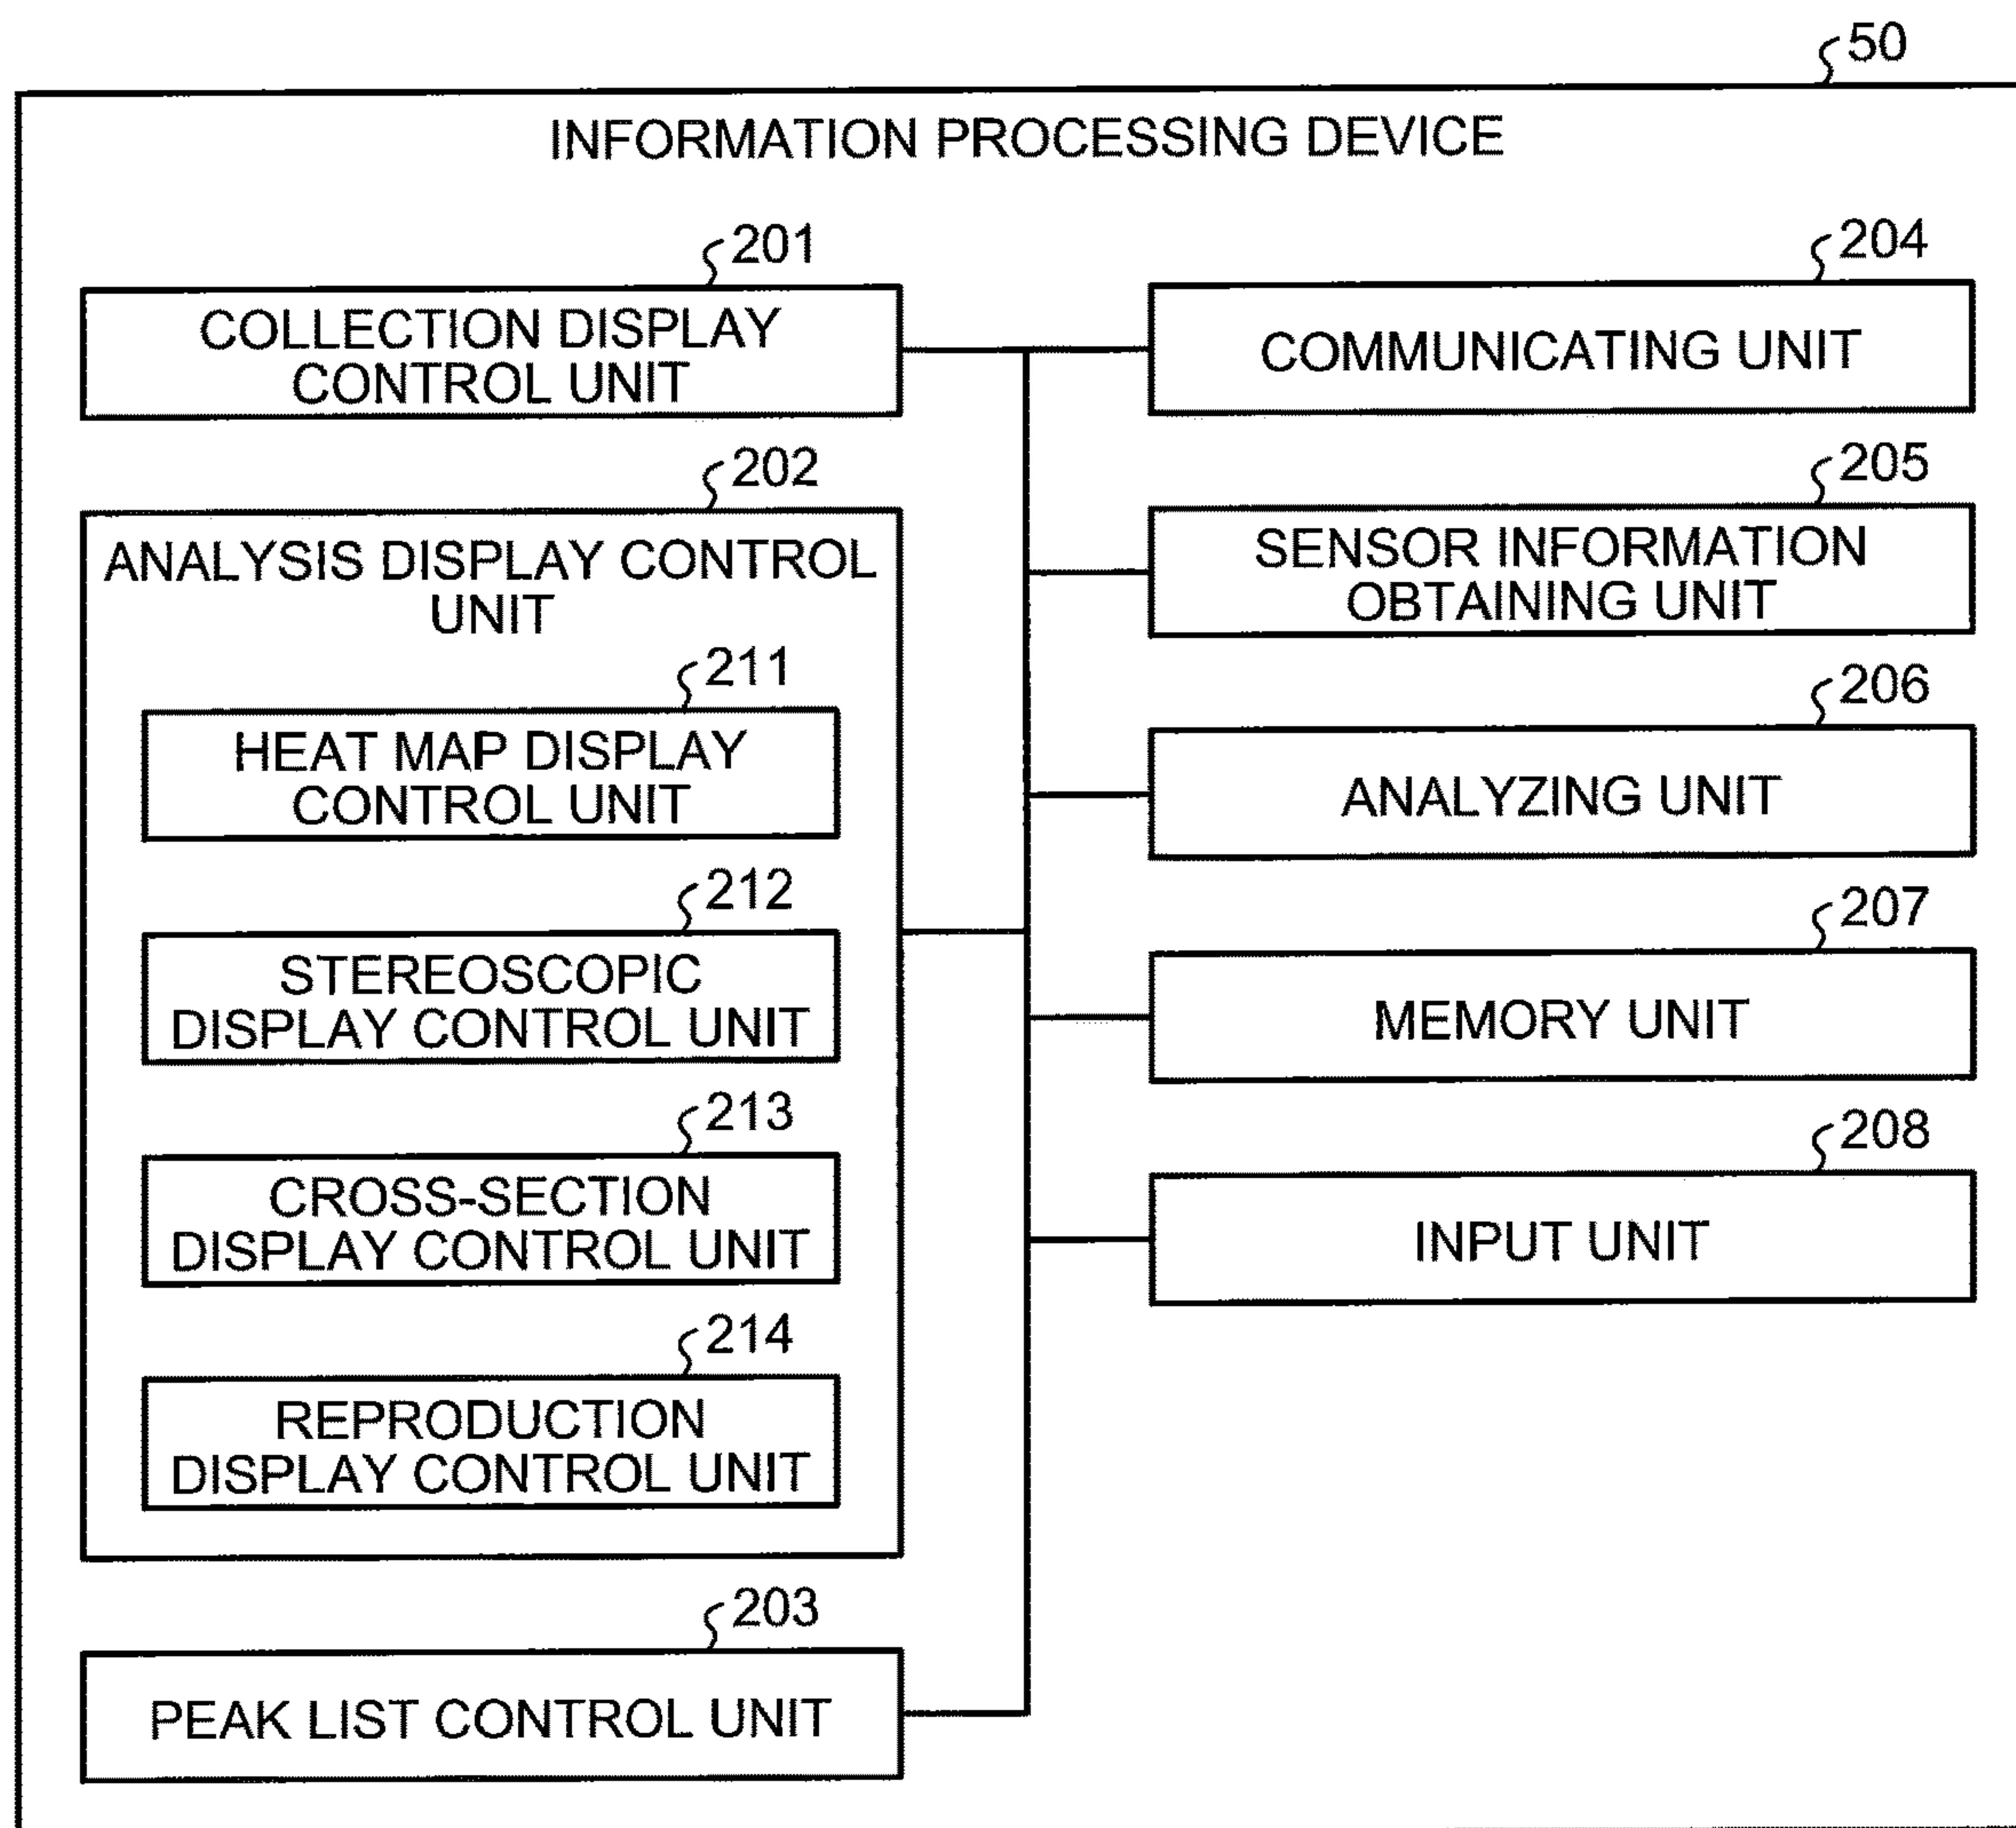 50
INFORMATION PROCESSING DEVICE
201
COLLECTION DISPLAY
CONTROL UNIT
202
ANALYSIS DISPLAY CONTROL
UNIT
211
HEAT MAP DISPLAY
CONTROL UNIT
212
STEREOSCOPIC
DISPLAY CONTROL UNIT
213
CROSS-SECTION
DISPLAY CONTROL UNIT
214
REPRODUCTION
DISPLAY CONTROL UNIT
203
PEAK LIST CONTROL UNIT
204
COMMUNICATING UNIT
205
SENSOR INFORMATION
OBTAINING UNIT
206
ANALYZING UNIT
207
MEMORY UNIT
208
INPUT UNIT